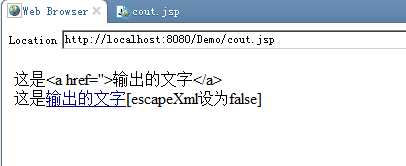 Web Browser cout.jsp
Location http://localhost:8080/Demo/cout.jsp
这是<a href=''>输出的文字</a>
这是输出的文字[escapeXml设为false]